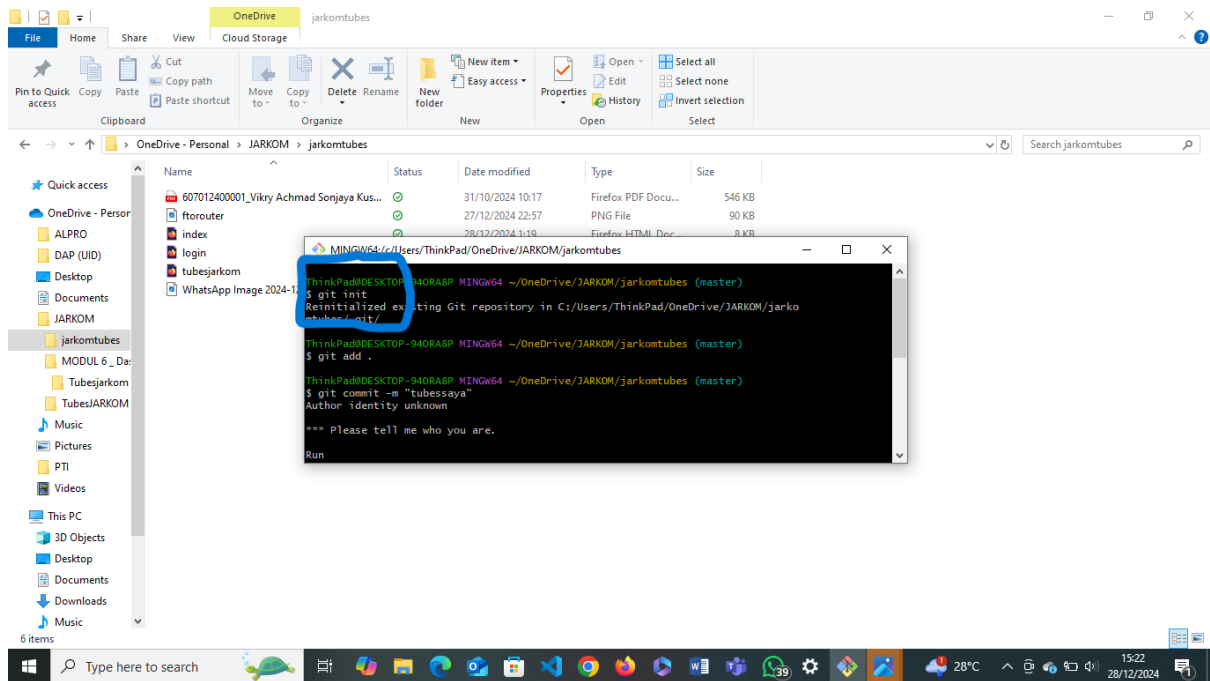 OneDrive
jarkomtubes
File Home Share View Cloud Storage
Pin to Quick access
Copy
Paste
Cut
Copy path
Paste shortcut
Clipboard
Move to
Copy to
Delete
Rename
Organize
New folder
New item
Easy access
New
Properties
Open
Edit
History
Open
Select all
Select none
Invert selection
Select
OneDrive - Personal > JARKOM > jarkomtubes
Search jarkomtubes
Quick access
OneDrive - Person
ALPRO
DAP (UID)
Desktop
Documents
JARKOM
jarkomtubes
MODUL 6 _ Da
Tubesjarkom
TubesJARKOM
Music
Pictures
PTI
Videos
This PC
3D Objects
Desktop
Documents
Downloads
Music
Name Status Date modified Type Size
607012400001_Vikry Achmad Sonjaya Kus... 31/10/2024 10:17 Firefox PDF Docu... 546 KB
ftorouter 27/12/2024 22:57 PNG File 90 KB
index 28/12/2024 1:19 Firefox HTML Doc... 8 KB
login
tubesjarkom
WhatsApp Image 2024-12
MINGW64:/c/Users/ThinkPad/OneDrive/JARKOM/jarkomtubes
ThinkPad@DESKTOP-94ORA8P MINGW64 ~/OneDrive/JARKOM/jarkomtubes (master)
$ git init
Reinitialized existing Git repository in C:/Users/ThinkPad/OneDrive/JARKOM/jarko
mtubes/.git/
ThinkPad@DESKTOP-94ORA8P MINGW64 ~/OneDrive/JARKOM/jarkomtubes (master)
$ git add .
ThinkPad@DESKTOP-94ORA8P MINGW64 ~/OneDrive/JARKOM/jarkomtubes (master)
$ git commit -m "tubessaya"
Author identity unknown
*** Please tell me who you are.
Run
6 items
Type here to search
39
28°C
15:22
28/12/2024
1